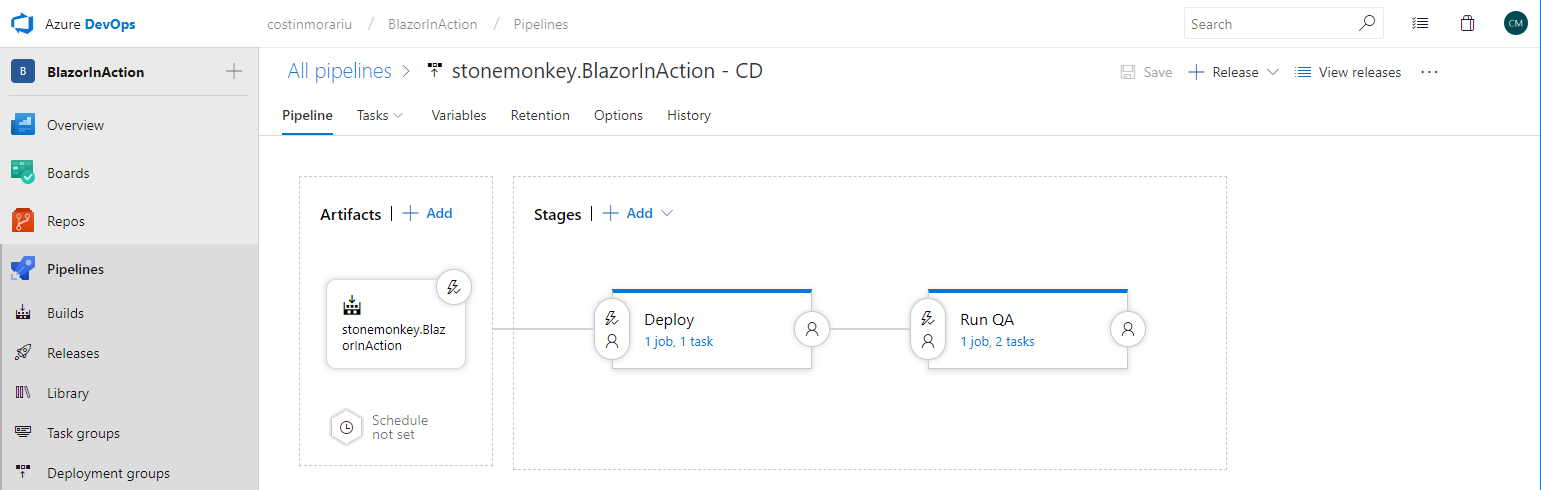 Azure DevOps
costinmorariu / BlazorInAction / Pipelines
Search
CM
B
BlazorInAction
All pipelines > stonemonkey.BlazorInAction - CD
Save
Release
View releases
Pipeline
Tasks
Variables
Retention
Options
History
Overview
Boards
Repos
Pipelines
Builds
Releases
Library
Task groups
Deployment groups
Artifacts | + Add
Stages | + Add
stonemonkey.Blaz
orInAction
Schedule
not set
Deploy
1 job, 1 task
Run QA
1 job, 2 tasks